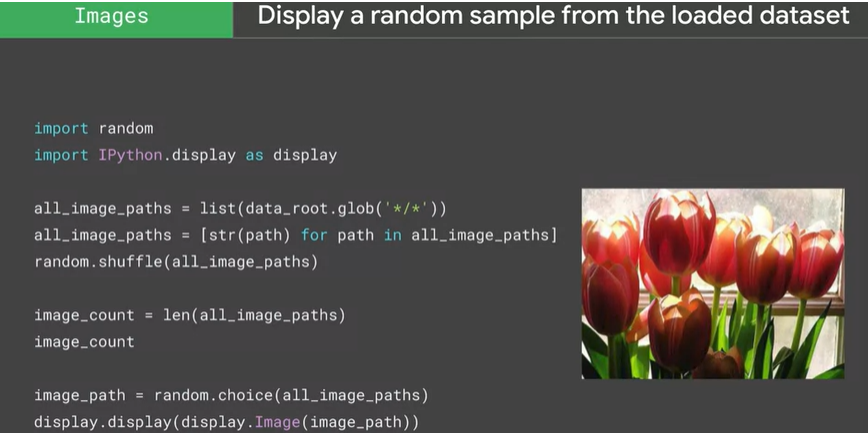 Images
Display a random sample from the loaded dataset
import random
import IPython.display as display
all_image_paths = list(data_root.glob('*/*'))
all_image_paths = [str(path) for path in all_image_paths]
random.shuffle(all_image_paths)
image_count = len(all_image_paths)
image_count
image_path = random.choice(all_image_paths)
display.display(display.Image(image_path))